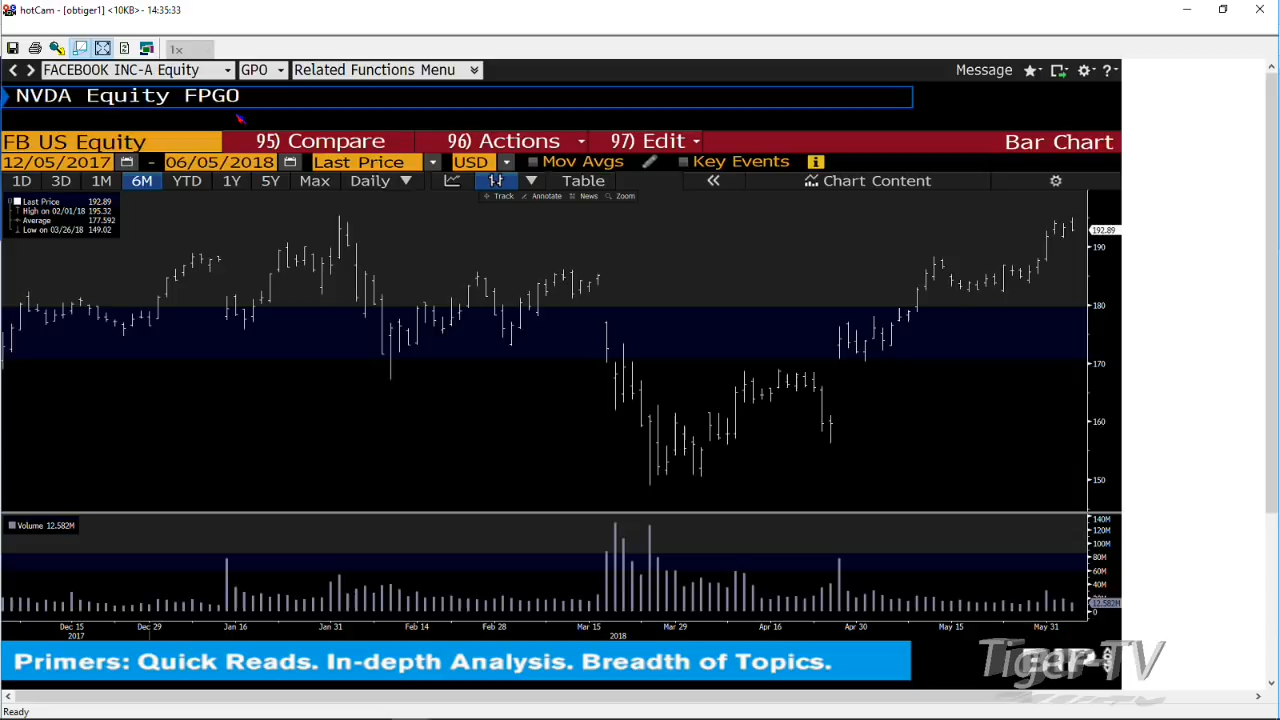 hotCam - [obtiger1] <10KB> - 14:35:33
1x
FACEBOOK INC-A Equity GPO Related Functions Menu Message ?
NVDA Equity FPGO
FB US Equity 95) Compare 96) Actions 97) Edit Bar Chart
12/05/2017 - 06/05/2018 Last Price USD Mov Avgs Key Events
1D 3D 1M 6M YTD 1Y 5Y Max Daily Table Chart Content
Track Annotate News Zoom
Last Price 192.89
High on 02/01/18 195.32
Average 177.592
Low on 03/26/18 149.02
192.89
190
180
170
160
150
Volume 12.582M
140M
120M
100M
80M
60M
40M
12.582M
0
Dec 15 Dec 29 Jan 16 Jan 31 Feb 14 Feb 28 Mar 15 Mar 29 Apr 16 Apr 30 May 15 May 31
2017 2018
Primers: Quick Reads. In-depth Analysis. Breadth of Topics.
Tiger-TV
Ready